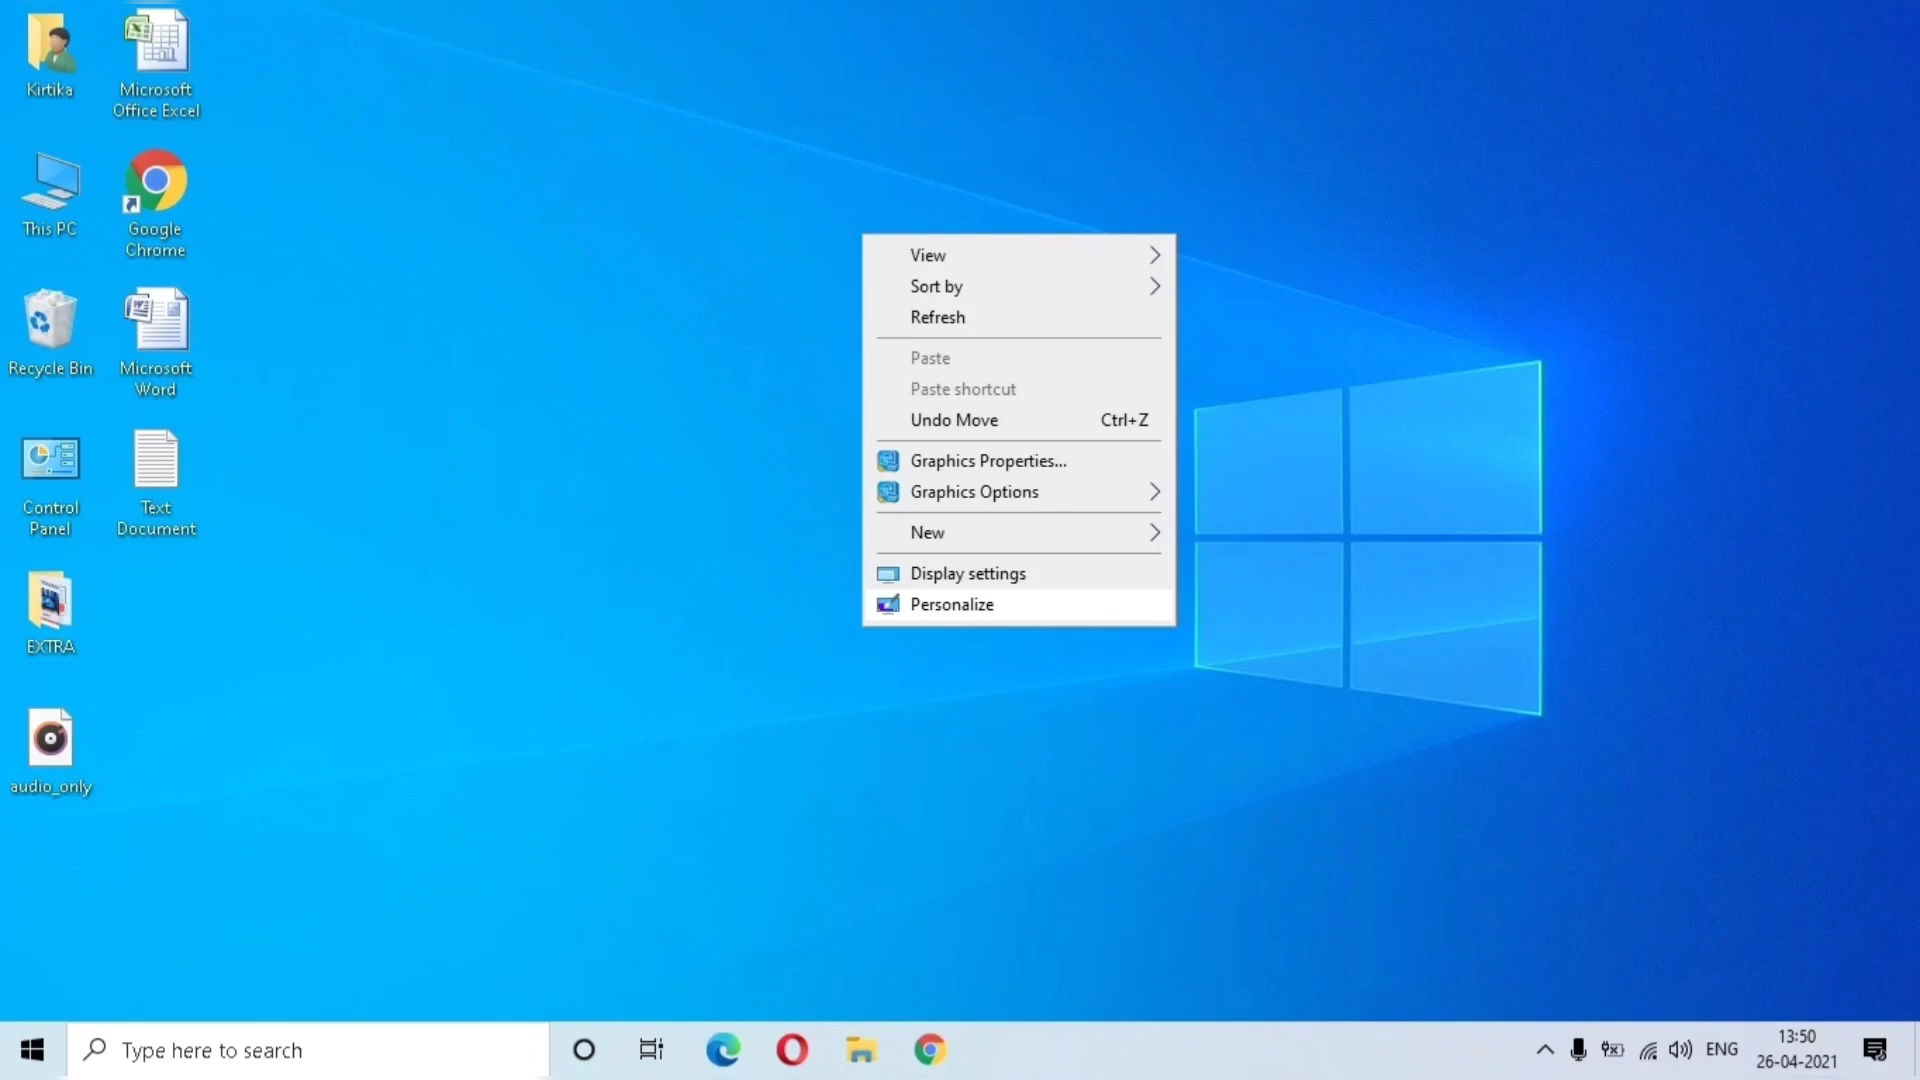 Kirtika
Microsoft
Office Excel
This PC
Google
Chrome
Recycle Bin
Microsoft
Word
Control
Panel
Text
Document
EXTRA
audio_only
View
Sort by
Refresh
Paste
Paste shortcut
Undo Move Ctrl+Z
Graphics Properties...
Graphics Options
New
Display settings
Personalize
Type here to search
ENG
13:50
26-04-2021